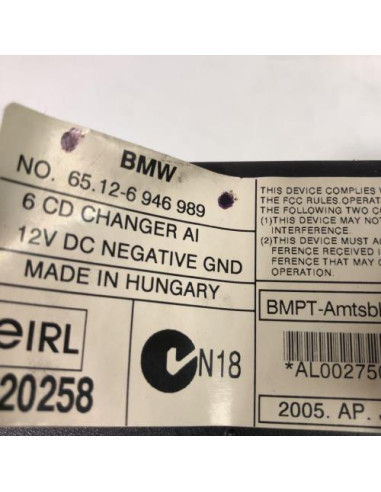 BMW
NO. 65.12-6 946 989
6 CD CHANGER AI
12V DC NEGATIVE GND
MADE IN HUNGARY
eIRL
20258
N18
THIS DEVICE COMPLIES
THE FCC RULES. OPERAT
THE FOLLOWING TWO CO
(1)THIS DEVICE MAY NOT
INTERFERENCE.
(2)THIS DEVICE MUST AC
FERENCE RECEIVED I
FERENCE THAT MAY C
OPERATION.
BMPT-Amtsbl
*AL00275
2005. AP.